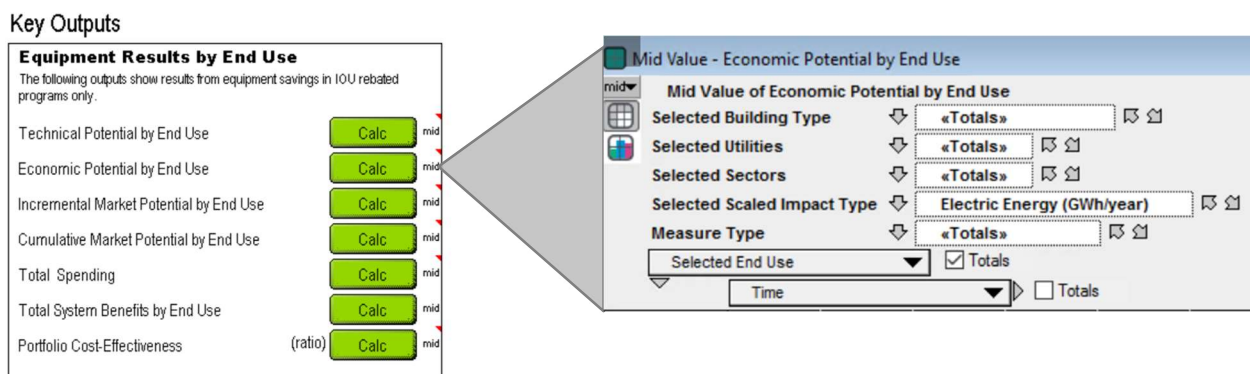 Key Outputs
Equipment Results by End Use
The following outputs show results from equipment savings in IOU rebated
programs only.
Technical Potential by End Use Calc mid
Economic Potential by End Use Calc mid
Incremental Market Potential by End Use Calc mid
Cumulative Market Potential by End Use Calc mid
Total Spending Calc mid
Total System Benefits by End Use Calc mid
Portfolio Cost-Effectiveness (ratio) Calc mid
Mid Value - Economic Potential by End Use
mid Mid Value of Economic Potential by End Use
Selected Building Type «Totals»
Selected Utilities «Totals»
Selected Sectors «Totals»
Selected Scaled Impact Type Electric Energy (GWh/year)
Measure Type «Totals»
Selected End Use Totals
Time Totals